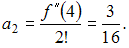 a₂ = f″(4)/2! = 3/16.